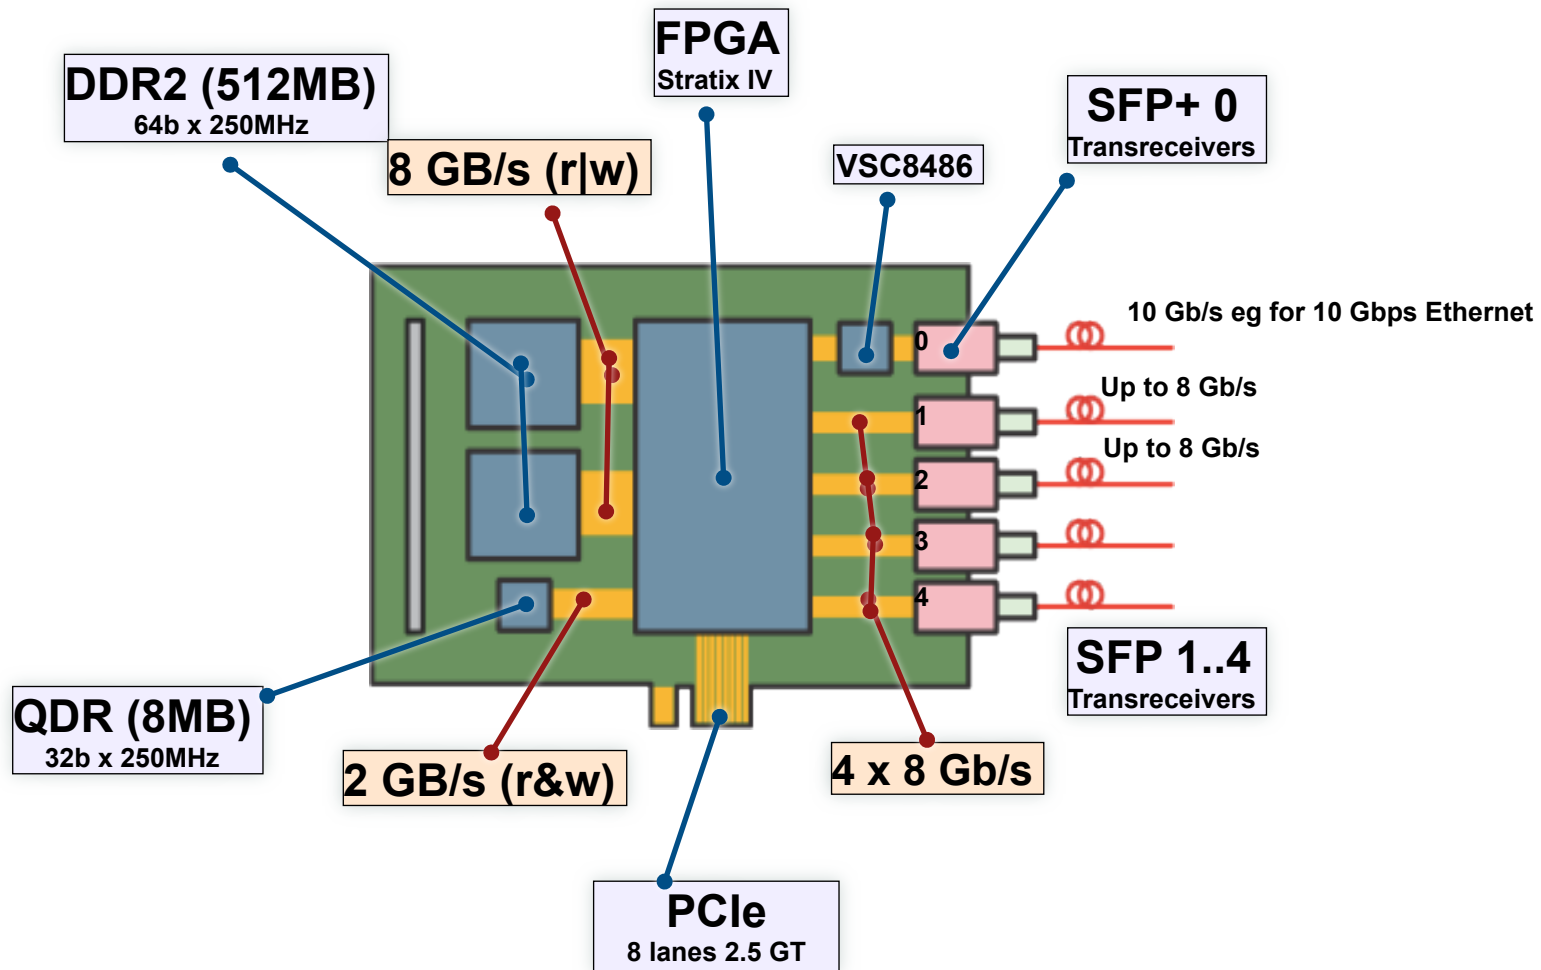 FPGA
Stratix IV
DDR2 (512MB)
64b x 250MHz
8 GB/s (r|w)
VSC8486
SFP+ 0
Transreceivers
10 Gb/s eg for 10 Gbps Ethernet
0
Up to 8 Gb/s
1
Up to 8 Gb/s
2
3
4
SFP 1..4
Transreceivers
QDR (8MB)
32b x 250MHz
2 GB/s (r&w)
4 x 8 Gb/s
PCIe
8 lanes 2.5 GT